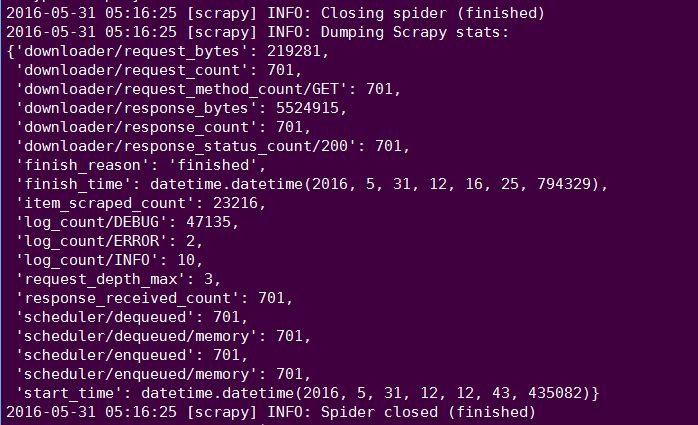 2016-05-31 05:16:25 [scrapy] INFO: Closing spider (finished)
2016-05-31 05:16:25 [scrapy] INFO: Dumping Scrapy stats:
{'downloader/request_bytes': 219281,
 'downloader/request_count': 701,
 'downloader/request_method_count/GET': 701,
 'downloader/response_bytes': 5524915,
 'downloader/response_count': 701,
 'downloader/response_status_count/200': 701,
 'finish_reason': 'finished',
 'finish_time': datetime.datetime(2016, 5, 31, 12, 16, 25, 794329),
 'item_scraped_count': 23216,
 'log_count/DEBUG': 47135,
 'log_count/ERROR': 2,
 'log_count/INFO': 10,
 'request_depth_max': 3,
 'response_received_count': 701,
 'scheduler/dequeued': 701,
 'scheduler/dequeued/memory': 701,
 'scheduler/enqueued': 701,
 'scheduler/enqueued/memory': 701,
 'start_time': datetime.datetime(2016, 5, 31, 12, 12, 43, 435082)}
2016-05-31 05:16:25 [scrapy] INFO: Spider closed (finished)